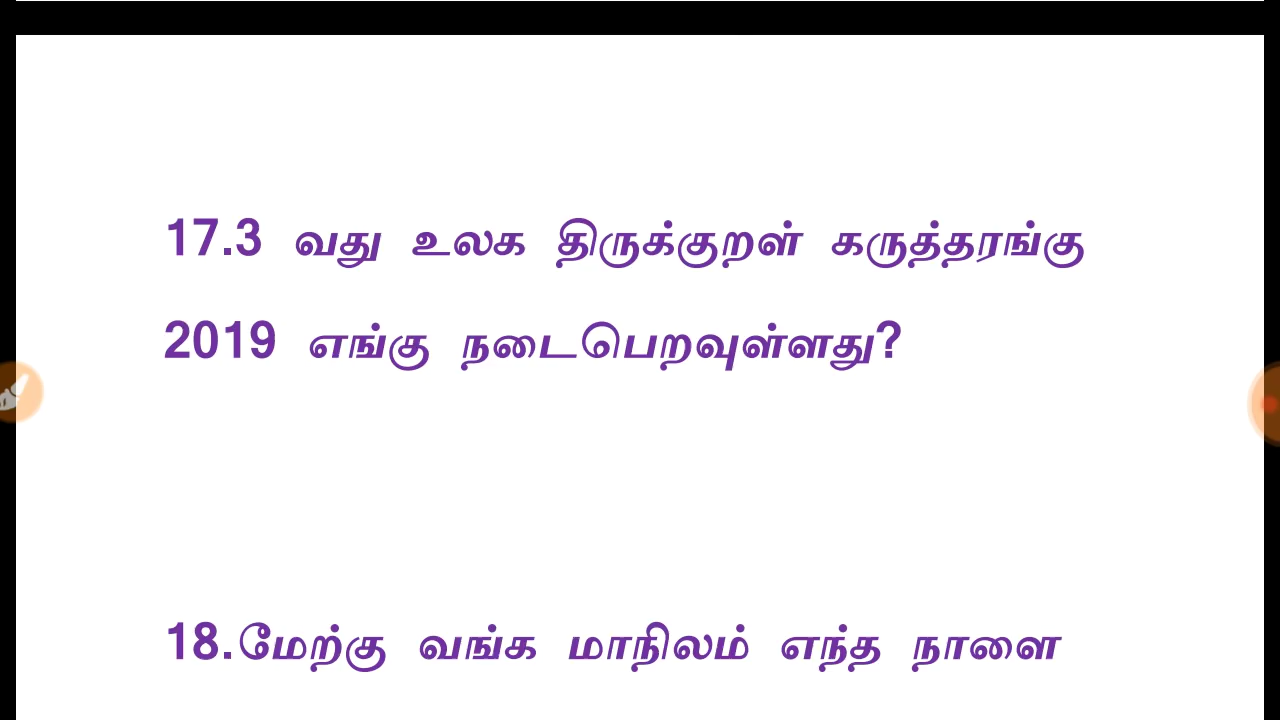 17.3 வது உலக திருக்குறள் கருத்தரங்கு
2019 எங்கு நடைபெறவுள்ளது?
18.மேற்கு வங்க மாநிலம் எந்த நாளை